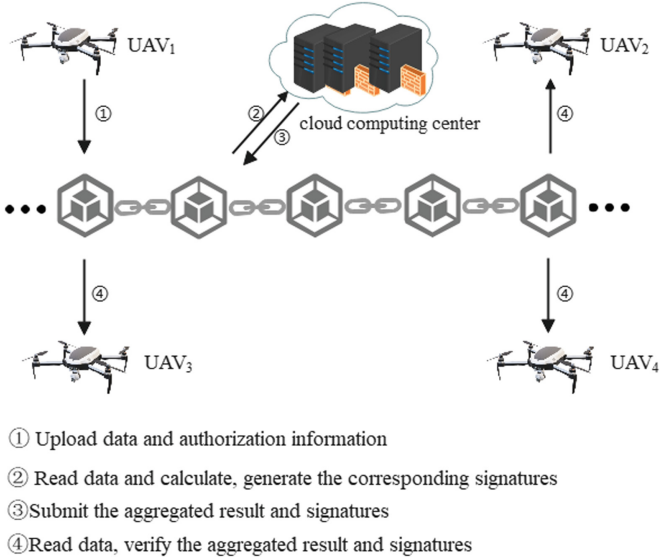 UAV₁
UAV₂
①
②
③
cloud computing center
④
④
④
UAV₃
UAV₄
① Upload data and authorization information
② Read data and calculate, generate the corresponding signatures
③Submit the aggregated result and signatures
④Read data, verify the aggregated result and signatures